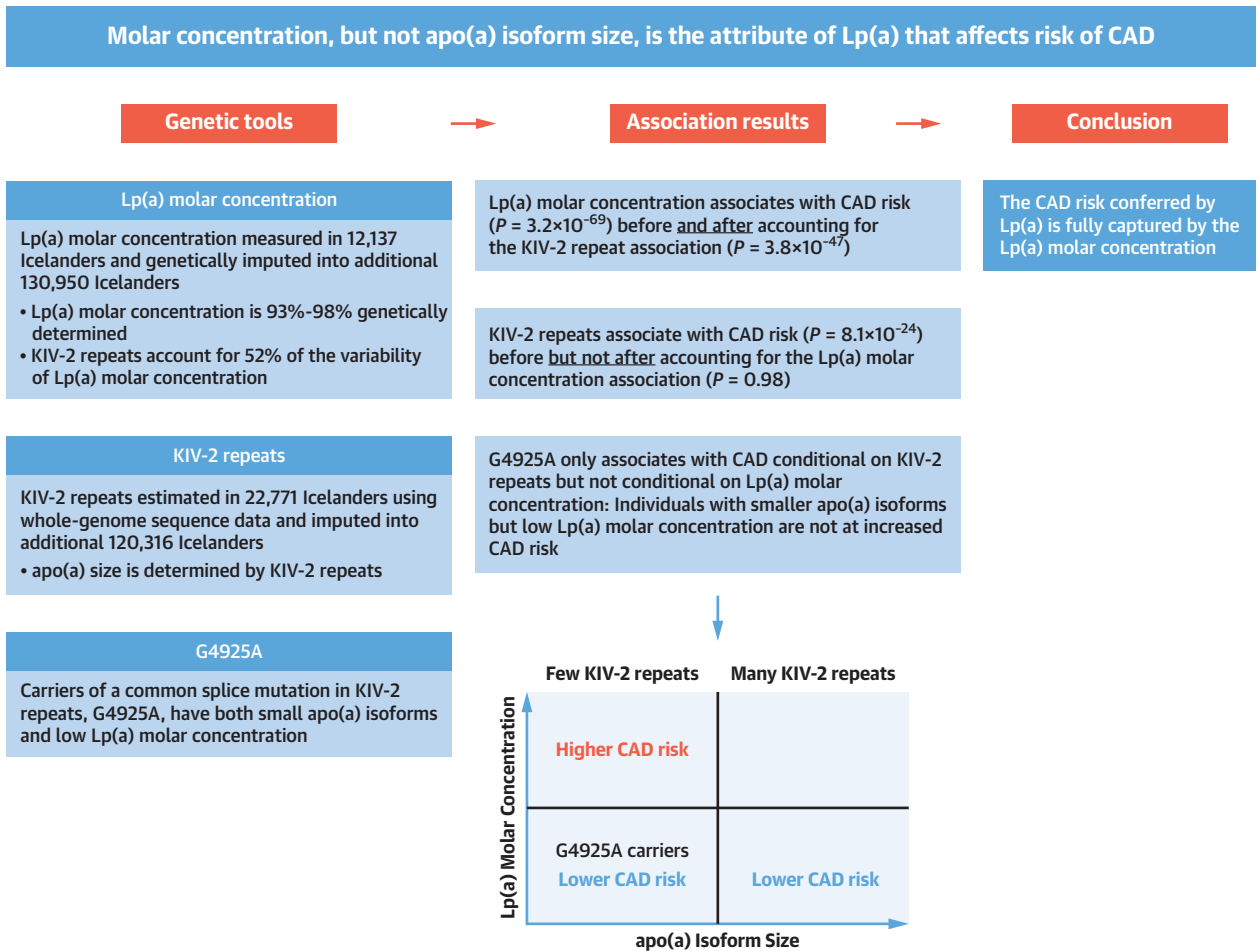 Molar concentration, but not apo(a) isoform size, is the attribute of Lp(a) that affects risk of CAD
Genetic tools
Lp(a) molar concentration
Lp(a) molar concentration measured in 12,137
Icelanders and genetically imputed into additional
130,950 Icelanders
• Lp(a) molar concentration is 93%-98% genetically
determined
• KIV-2 repeats account for 52% of the variability
of Lp(a) molar concentration
KIV-2 repeats
KIV-2 repeats estimated in 22,771 Icelanders using
whole-genome sequence data and imputed into
additional 120,316 Icelanders
• apo(a) size is determined by KIV-2 repeats
G4925A
Carriers of a common splice mutation in KIV-2
repeats, G4925A, have both small apo(a) isoforms
and low Lp(a) molar concentration
Association results
Lp(a) molar concentration associates with CAD risk
(P = 3.2×10⁻⁶⁹) before and after accounting for
the KIV-2 repeat association (P = 3.8×10⁻⁴⁷)
KIV-2 repeats associate with CAD risk (P = 8.1×10⁻²⁴)
before but not after accounting for the Lp(a) molar
concentration association (P = 0.98)
G4925A only associates with CAD conditional on KIV-2
repeats but not conditional on Lp(a) molar
concentration: Individuals with smaller apo(a) isoforms
but low Lp(a) molar concentration are not at increased
CAD risk
Few KIV-2 repeats
Many KIV-2 repeats
Lp(a) Molar Concentration
Higher CAD risk
G4925A carriers
Lower CAD risk
Lower CAD risk
apo(a) Isoform Size
Conclusion
The CAD risk conferred by
Lp(a) is fully captured by the
Lp(a) molar concentration